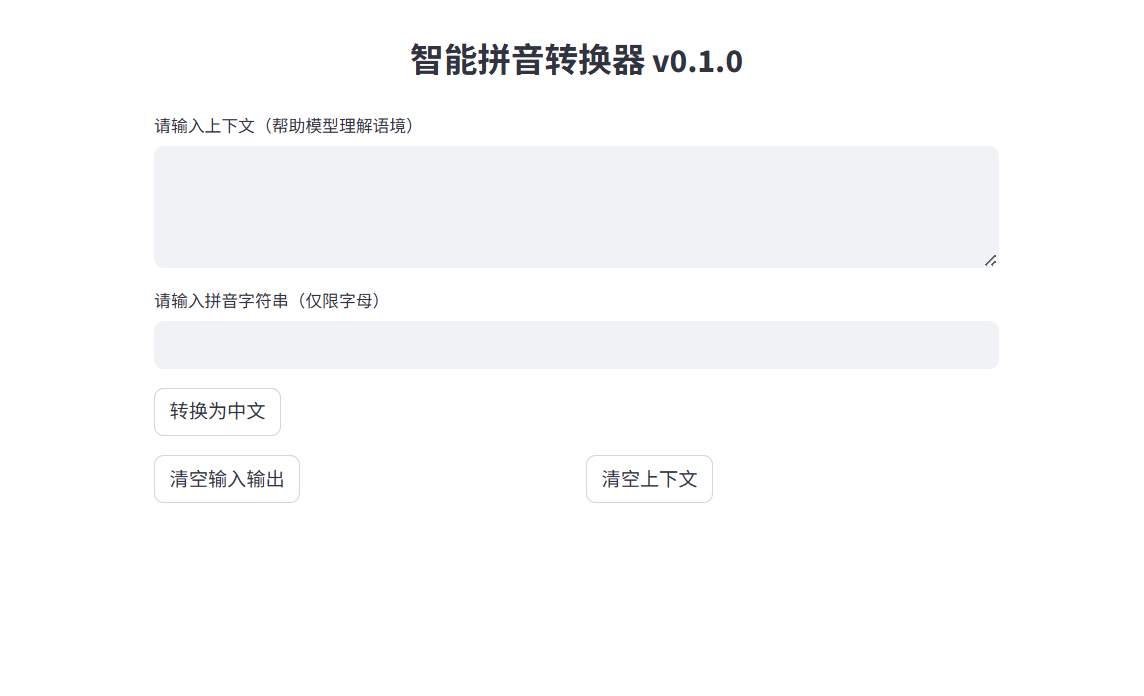 智能拼音转换器 v0.1.0
请输入上下文（帮助模型理解语境）
请输入拼音字符串（仅限字母）
转换为中文
清空输入输出
清空上下文